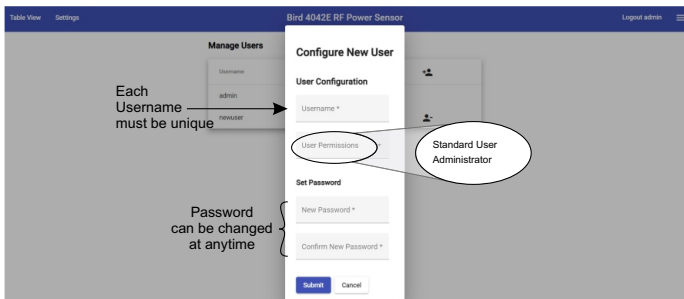 Table View Settings Bird 4042E RF Power Sensor Logout admin
Manage Users
Configure New User
Username
User Configuration
admin
Each
Username
must be unique
Username *
newuser
User Permissions *
Standard User
Administrator
Set Password
New Password *
Password
can be changed
at anytime
Confirm New Password *
Submit Cancel